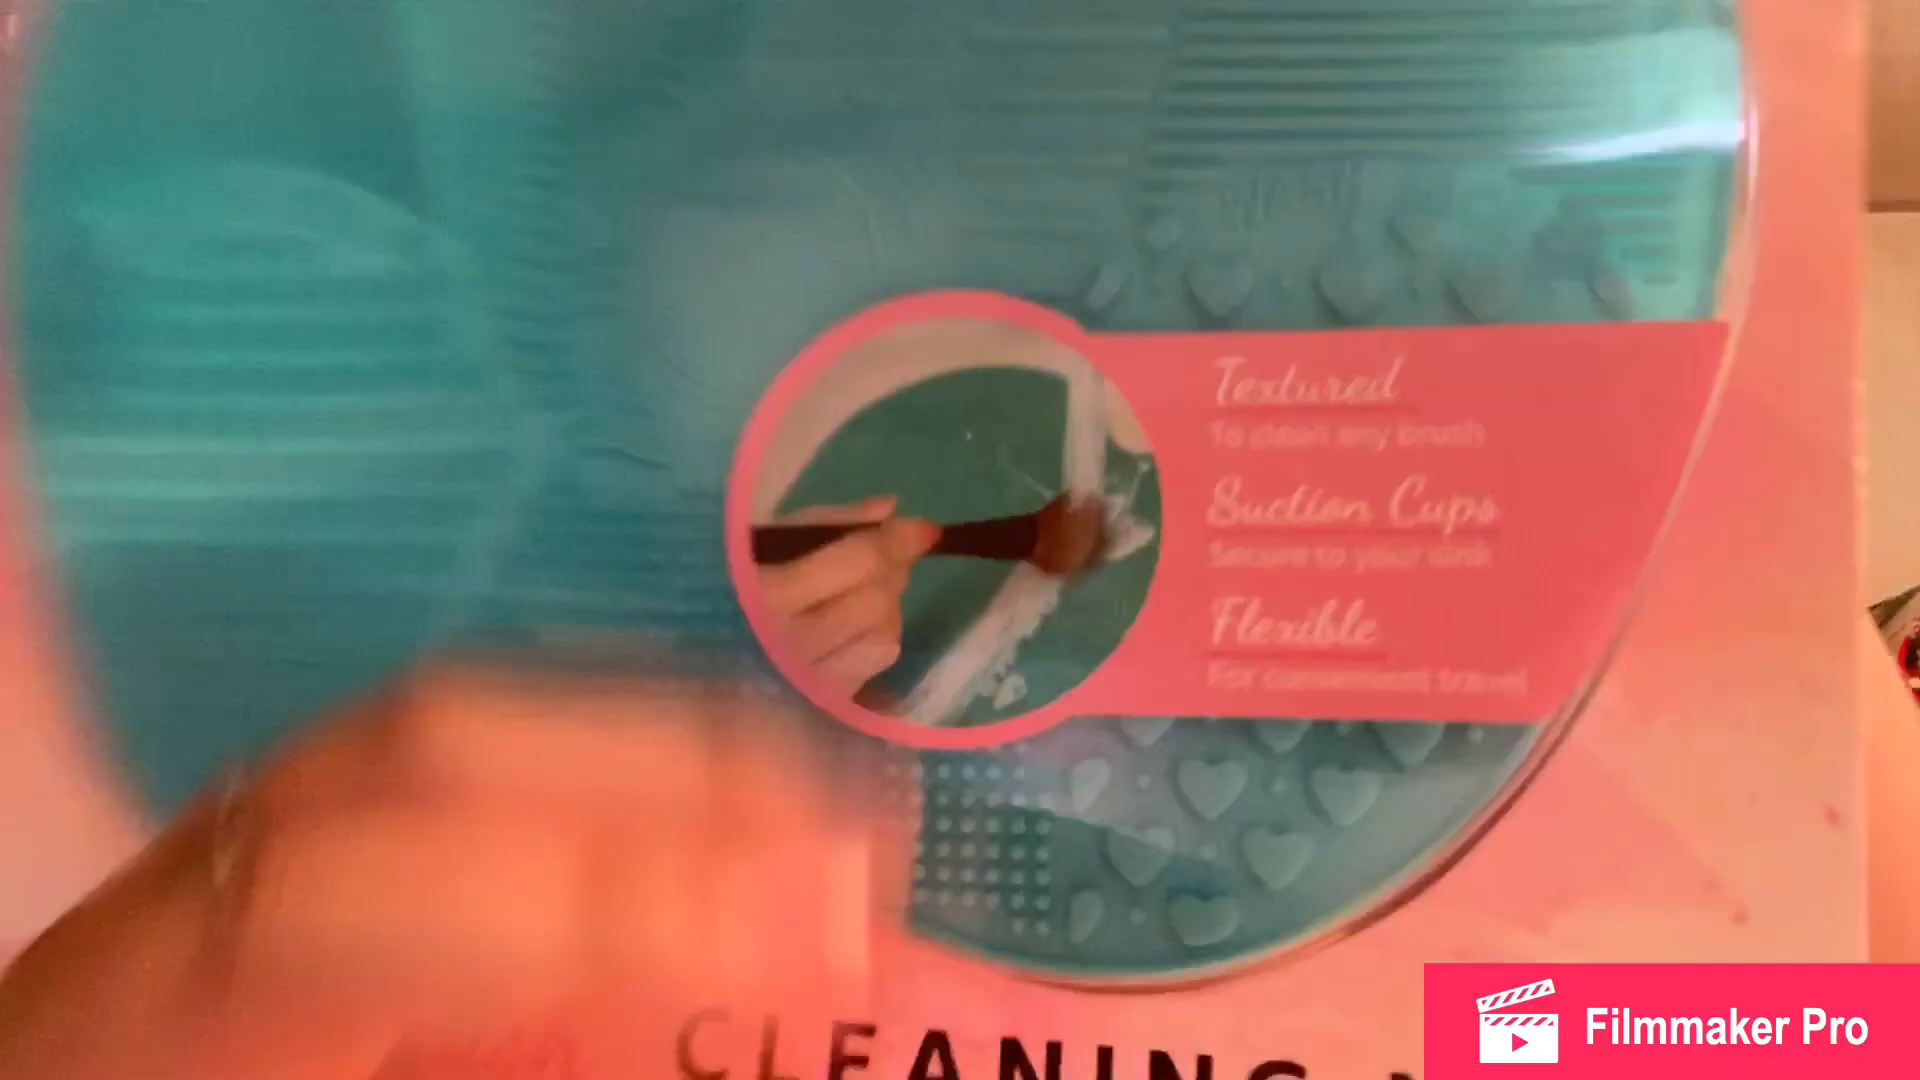 Textured
To clean any brush
Suction Cups
Secure to your sink
Flexible
For convenient travel
CLEANING
Filmmaker Pro